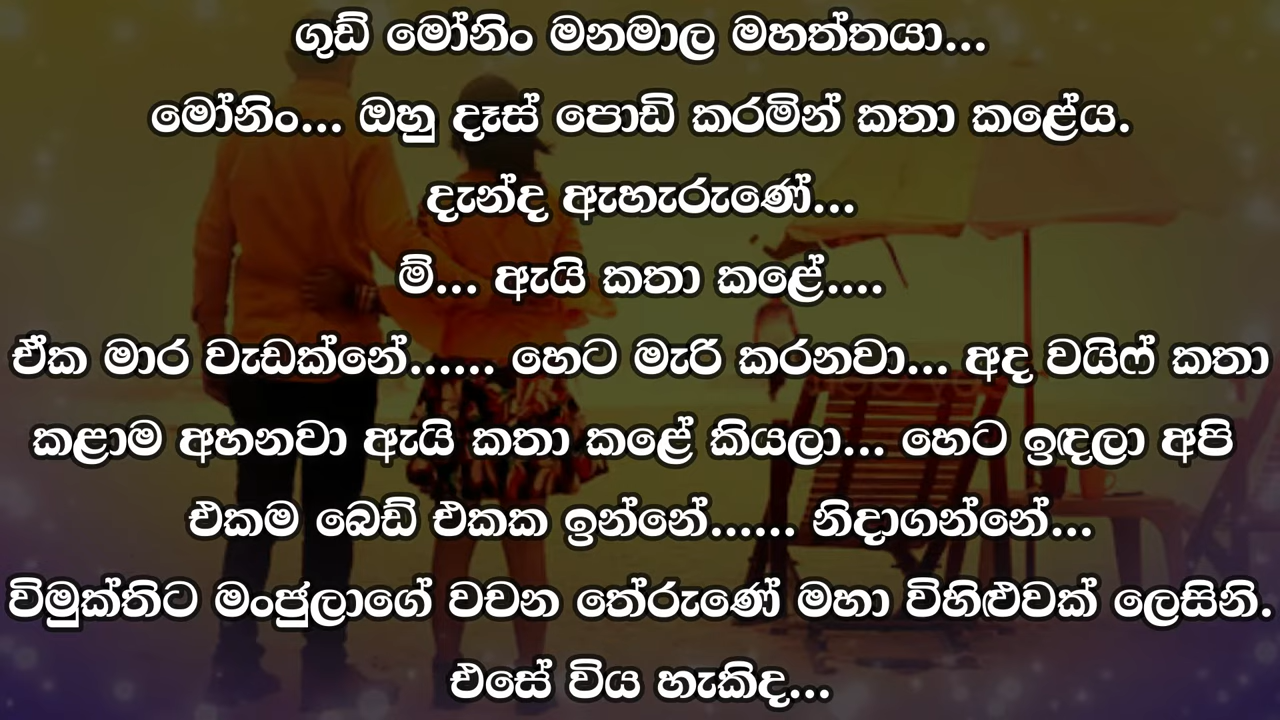 ගුඩ් මෝනිං මනමාල මහත්තයා...
මෝනිං... ඔහු දෑස් පොඩි කරමින් කතා කළේය.
දැන්ද ඇහැරුණේ...
ම්... ඇයි කතා කළේ....
ඒක මාර වැඩක්නේ...... හෙට මැරි කරනවා... අද වයිෆ් කතා
කළාම අහනවා ඇයි කතා කළේ කියලා... හෙට ඉඳලා අපි
එකම බෙඩ් එකක ඉන්නේ...... නිදාගන්නේ...
විමුක්තිට මංජුලාගේ වචන තේරුණේ මහා විහිළුවක් ලෙසිනි.
එසේ විය හැකිද...